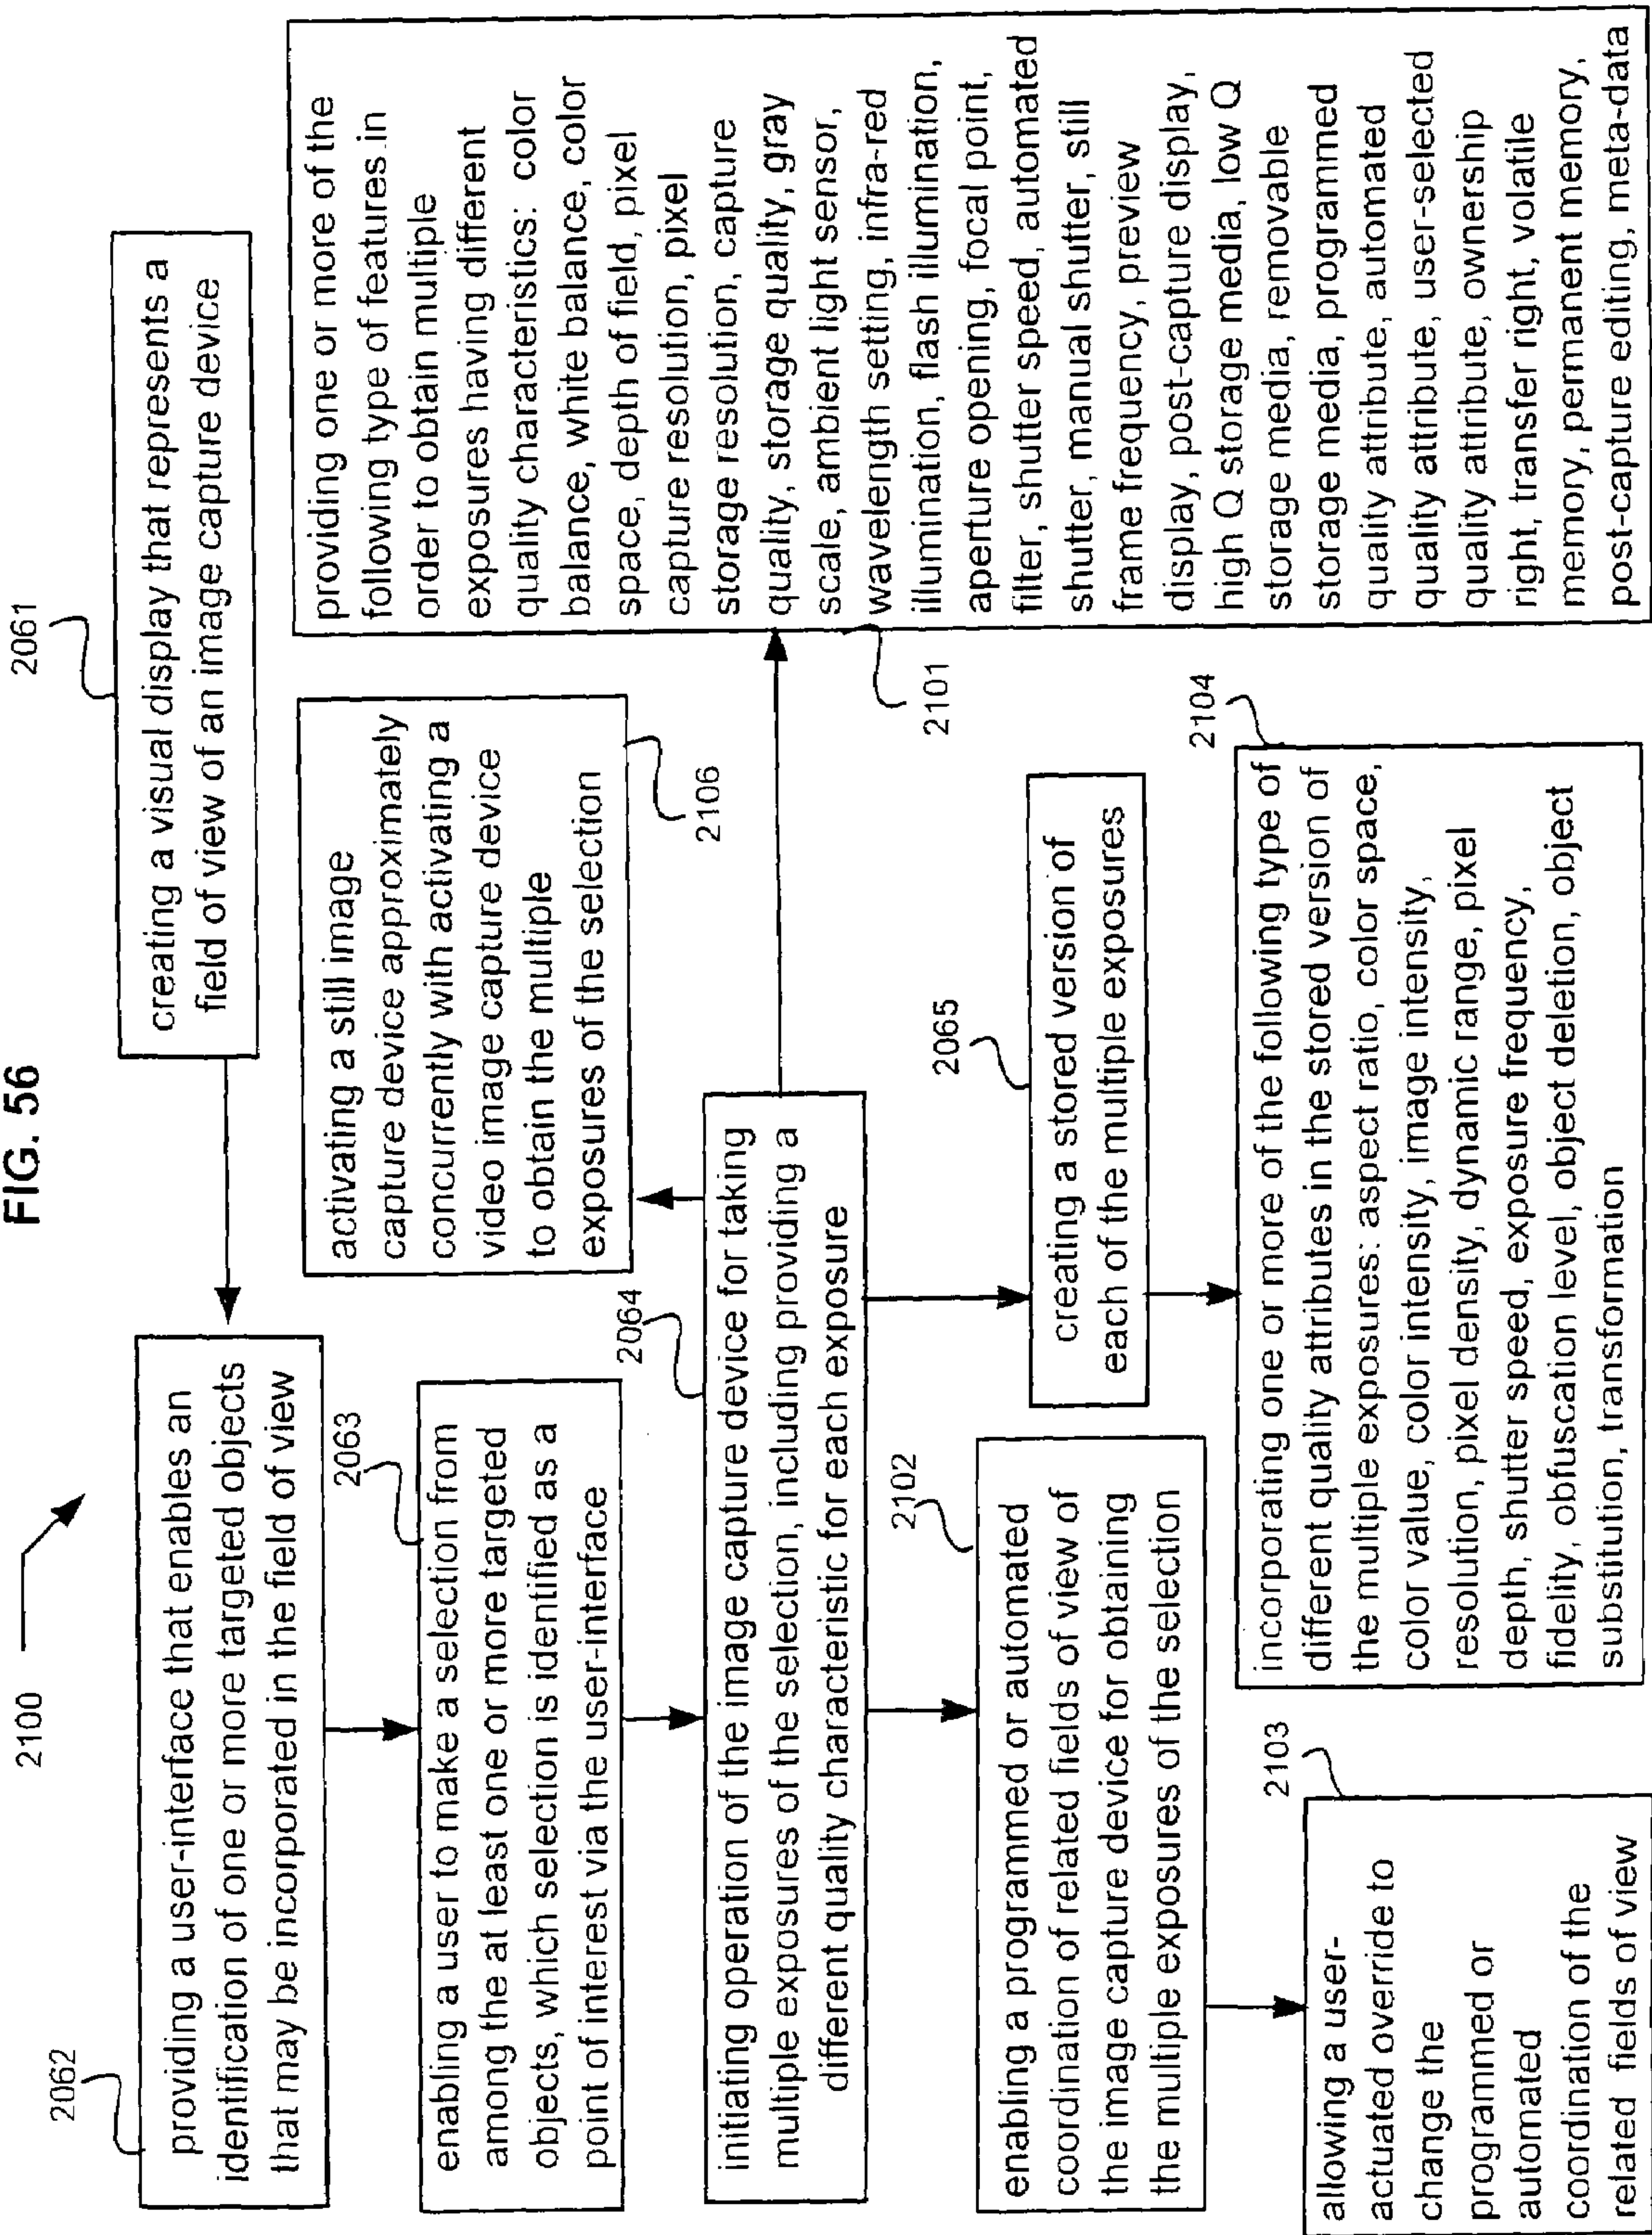 FIG. 56
2100
2061
creating a visual display that represents a
field of view of an image capture device
2062
providing a user-interface that enables an
identification of one or more targeted objects
that may be incorporated in the field of view
2063
enabling a user to make a selection from
among the at least one or more targeted
objects, which selection is identified as a
point of interest via the user-interface
2064
initiating operation of the image capture device for taking
multiple exposures of the selection, including providing a
different quality characteristic for each exposure
activating a still image
capture device approximately
concurrently with activating a
video image capture device
to obtain the multiple
exposures of the selection
2106
providing one or more of the
following type of features in
order to obtain multiple
exposures having different
quality characteristics: color
balance, white balance, color
space, depth of field, pixel
capture resolution, pixel
storage resolution, capture
quality, storage quality, gray
scale, ambient light sensor,
wavelength setting, infra-red
illumination, flash illumination,
aperture opening, focal point,
filter, shutter speed, automated
shutter, manual shutter, still
frame frequency, preview
display, post-capture display,
high Q storage media, low Q
storage media, removable
storage media, programmed
quality attribute, automated
quality attribute, user-selected
quality attribute, ownership
right, transfer right, volatile
memory, permanent memory,
post-capture editing, meta-data
2101
2102
enabling a programmed or automated
coordination of related fields of view of
the image capture device for obtaining
the multiple exposures of the selection
2065
creating a stored version of
each of the multiple exposures
2103
allowing a user-
actuated override to
change the
programmed or
automated
coordination of the
related fields of view
2104
incorporating one or more of the following type of
different quality attributes in the stored version of
the multiple exposures: aspect ratio, color space,
color value, color intensity, image intensity,
resolution, pixel density, dynamic range, pixel
depth, shutter speed, exposure frequency,
fidelity, obfuscation level, object deletion, object
substitution, transformation